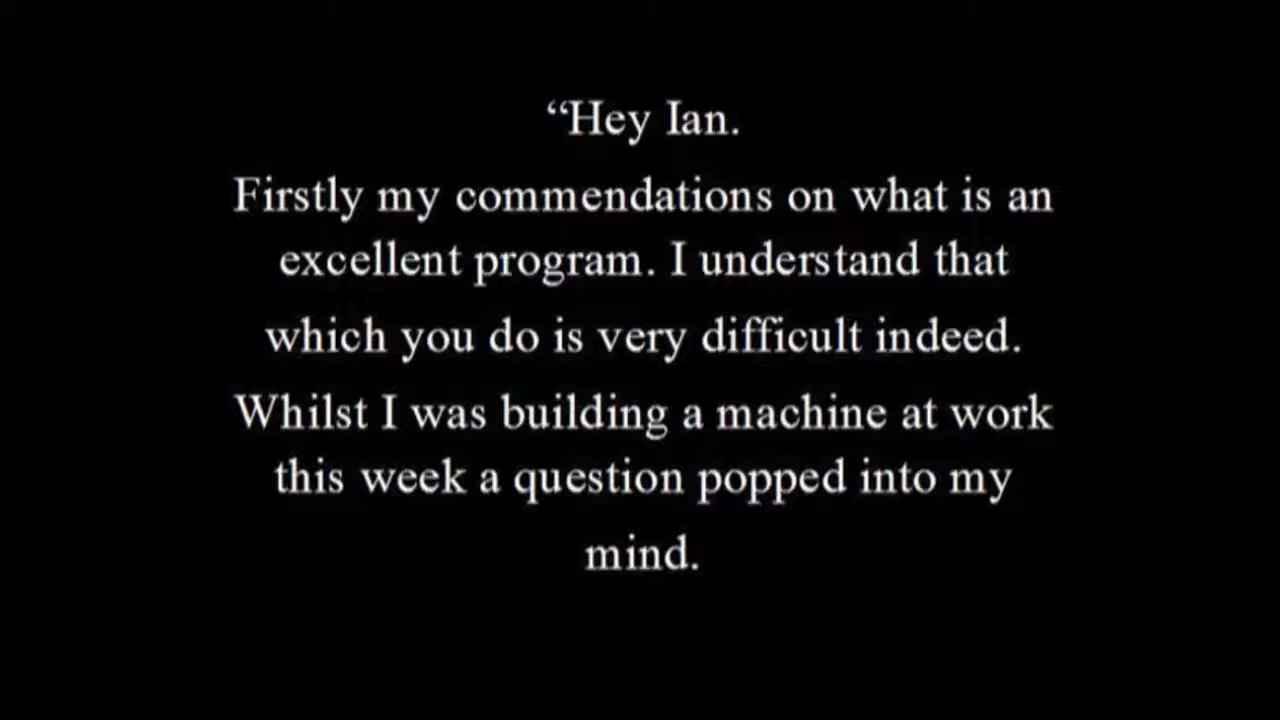 “Hey Ian.
Firstly my commendations on what is an
excellent program. I understand that
which you do is very difficult indeed.
Whilst I was building a machine at work
this week a question popped into my
mind.